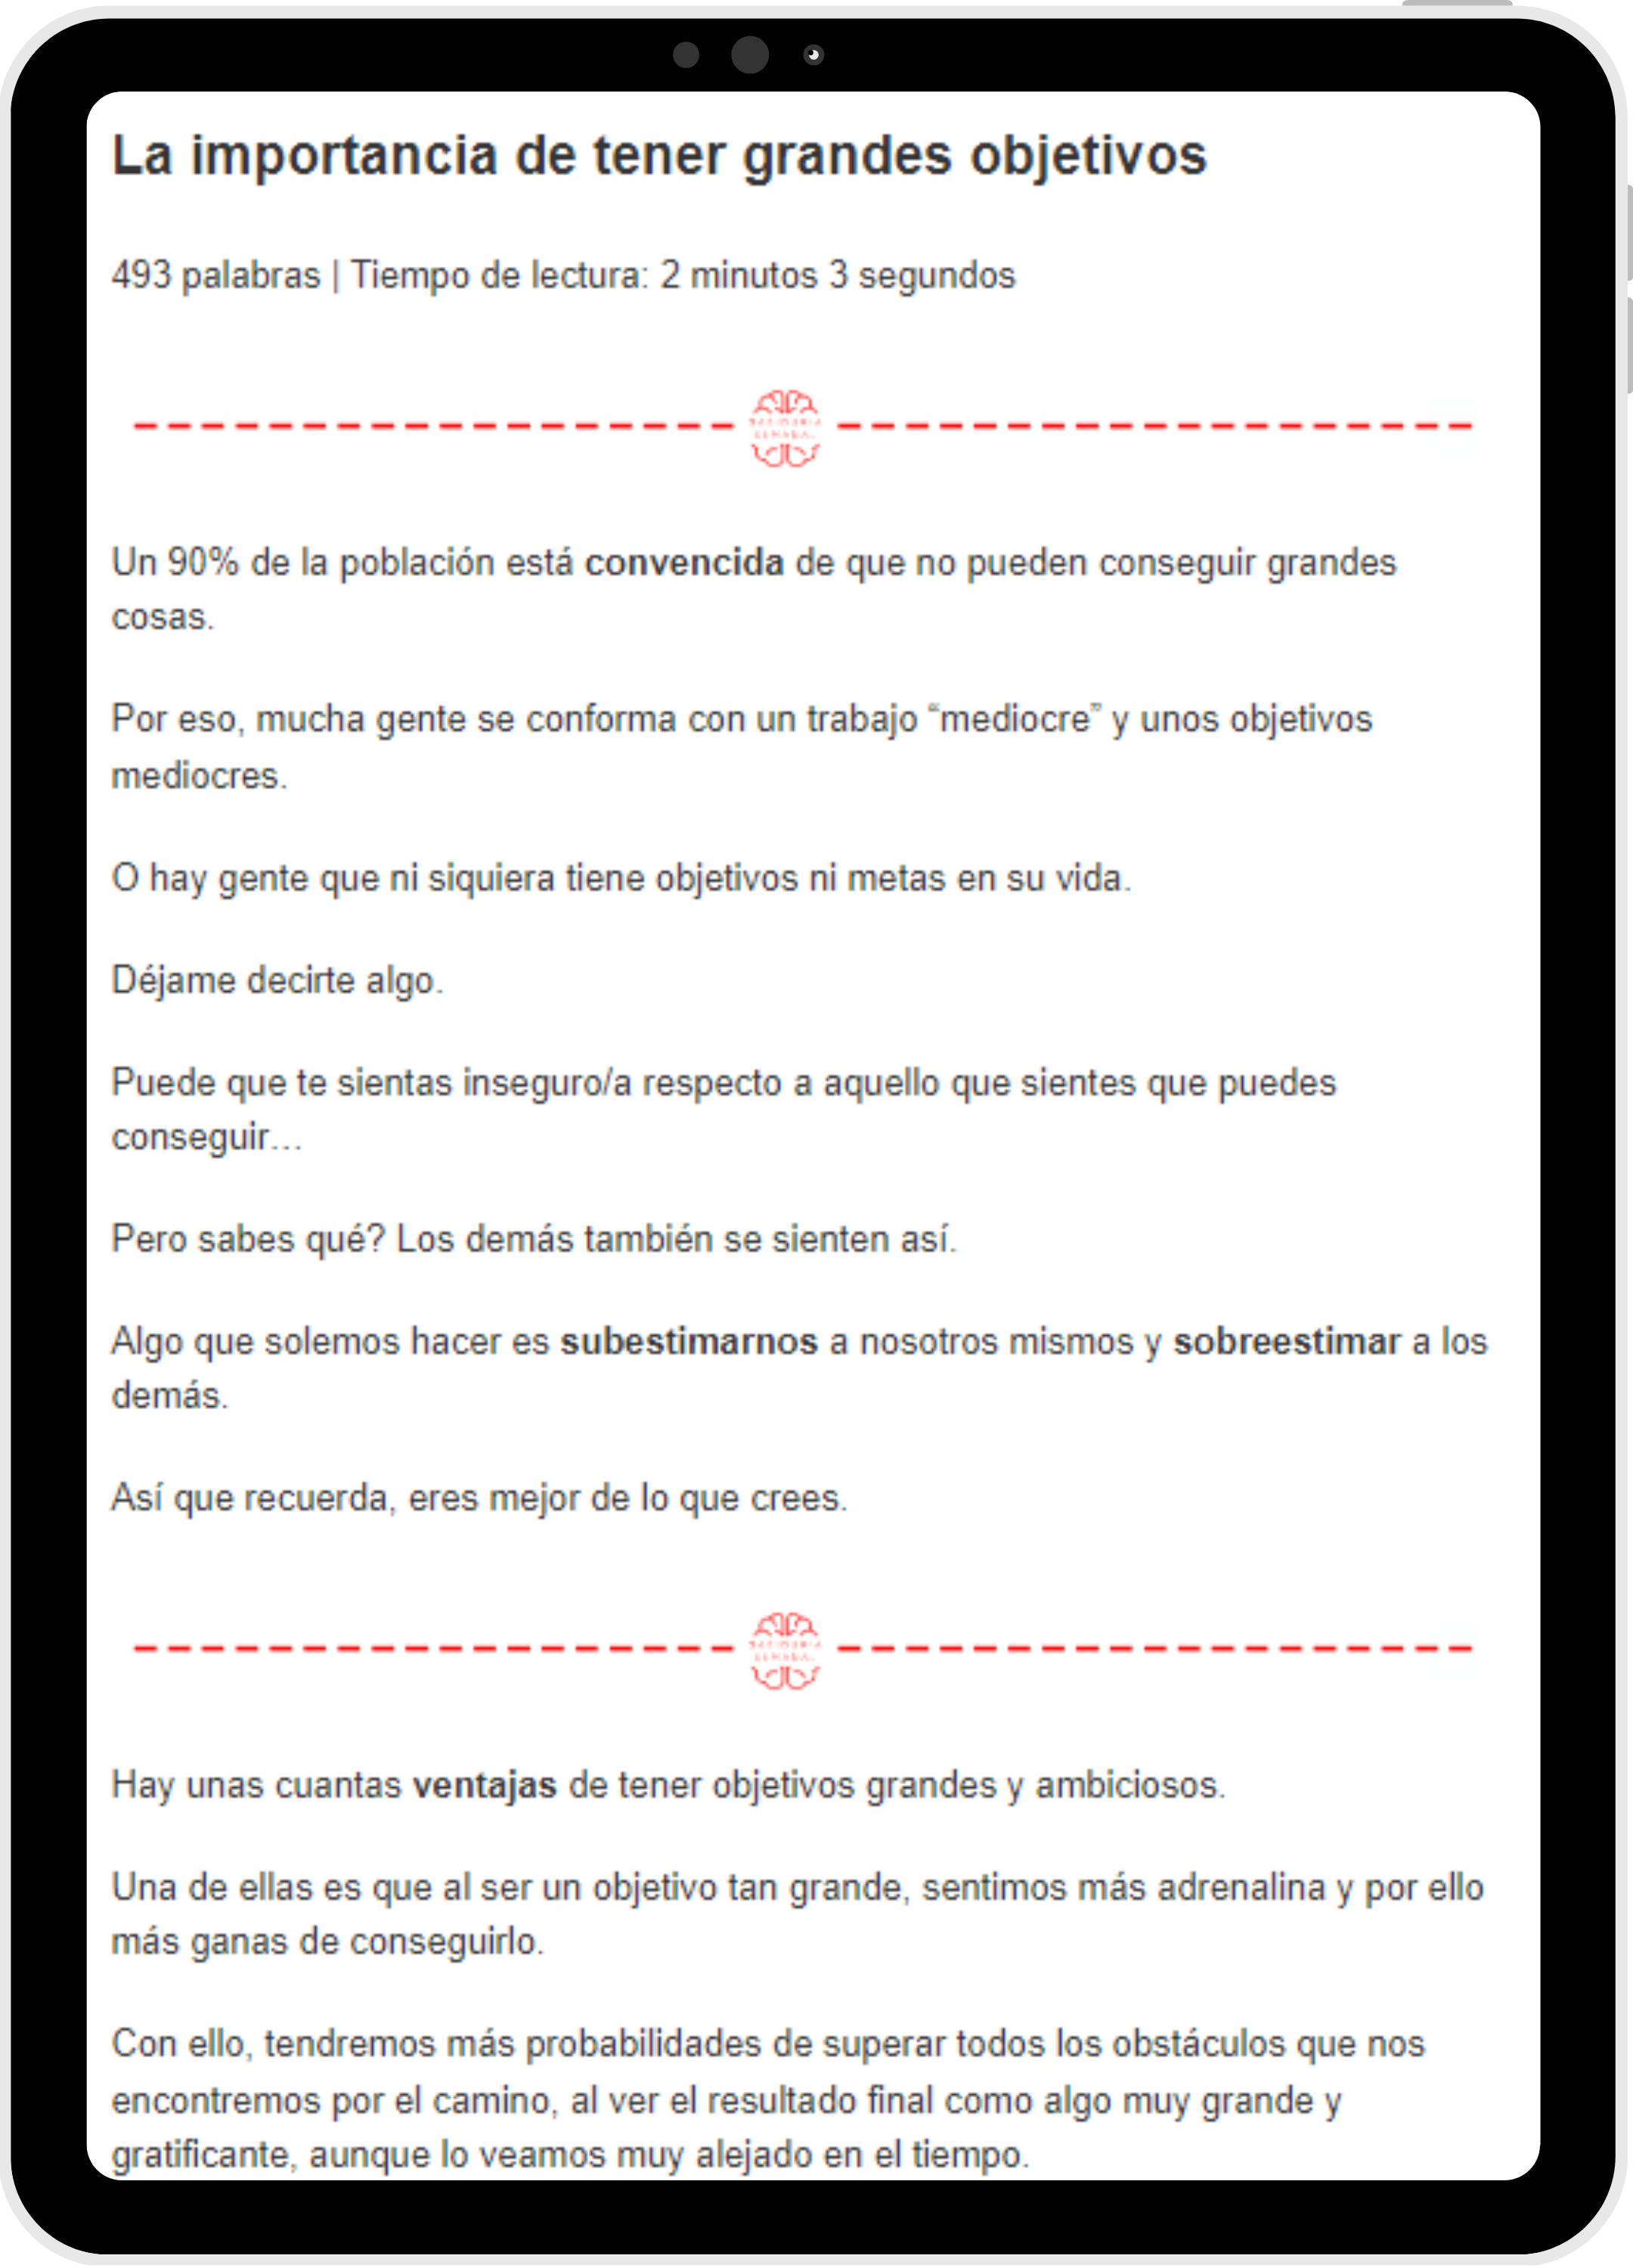 La importancia de tener grandes objetivos
493 palabras | Tiempo de lectura: 2 minutos 3 segundos
SABIDURÍA
SEMANAL
Un 90% de la población está convencida de que no pueden conseguir grandes
cosas.
Por eso, mucha gente se conforma con un trabajo “mediocre” y unos objetivos
mediocres.
O hay gente que ni siquiera tiene objetivos ni metas en su vida.
Déjame decirte algo.
Puede que te sientas inseguro/a respecto a aquello que sientes que puedes
conseguir...
Pero sabes qué? Los demás también se sienten así.
Algo que solemos hacer es subestimarnos a nosotros mismos y sobreestimar a los
demás.
Así que recuerda, eres mejor de lo que crees.
SABIDURÍA
SEMANAL
Hay unas cuantas ventajas de tener objetivos grandes y ambiciosos.
Una de ellas es que al ser un objetivo tan grande, sentimos más adrenalina y por ello
más ganas de conseguirlo.
Con ello, tendremos más probabilidades de superar todos los obstáculos que nos
encontremos por el camino, al ver el resultado final como algo muy grande y
gratificante, aunque lo veamos muy alejado en el tiempo.